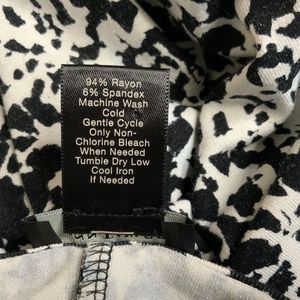 94% Rayon
6% Spandex
Machine Wash
Cold
Gentle Cycle
Only Non-
Chlorine Bleach
When Needed
Tumble Dry Low
Cool Iron
If Needed